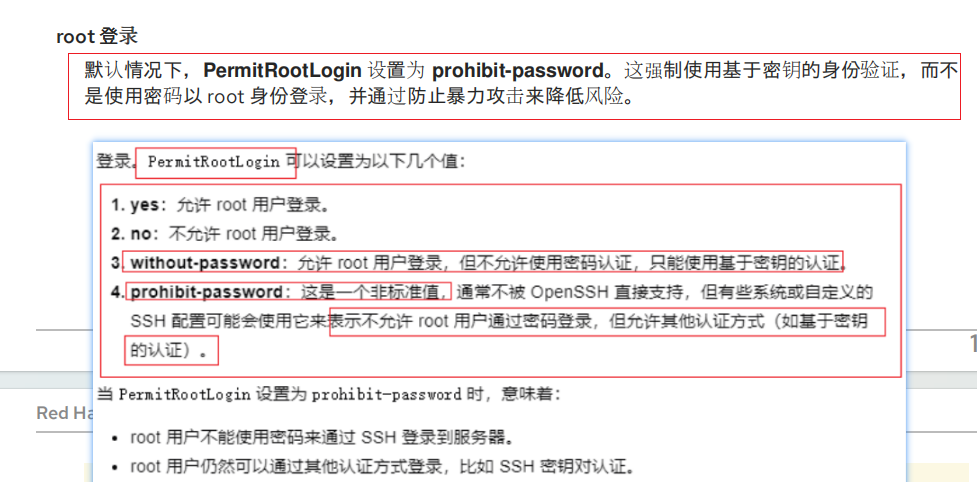 root 登录
默认情况下，PermitRootLogin 设置为 prohibit-password。这强制使用基于密钥的身份验证，而不
是使用密码以 root 身份登录，并通过防止暴力攻击来降低风险。
登录。PermitRootLogin 可以设置为以下几个值：
1. yes：允许 root 用户登录。
2. no：不允许 root 用户登录。
3. without-password：允许 root 用户登录，但不允许使用密码认证，只能使用基于密钥的认证。
4. prohibit-password：这是一个非标准值，通常不被 OpenSSH 直接支持，但有些系统或自定义的
SSH 配置可能会使用它来表示不允许 root 用户通过密码登录，但允许其他认证方式（如基于密钥
的认证）。
1
当 PermitRootLogin 设置为 prohibit-password 时，意味着：
Red Ha
• root 用户不能使用密码来通过 SSH 登录到服务器。
• root 用户仍然可以通过其他认证方式登录，比如 SSH 密钥对认证。